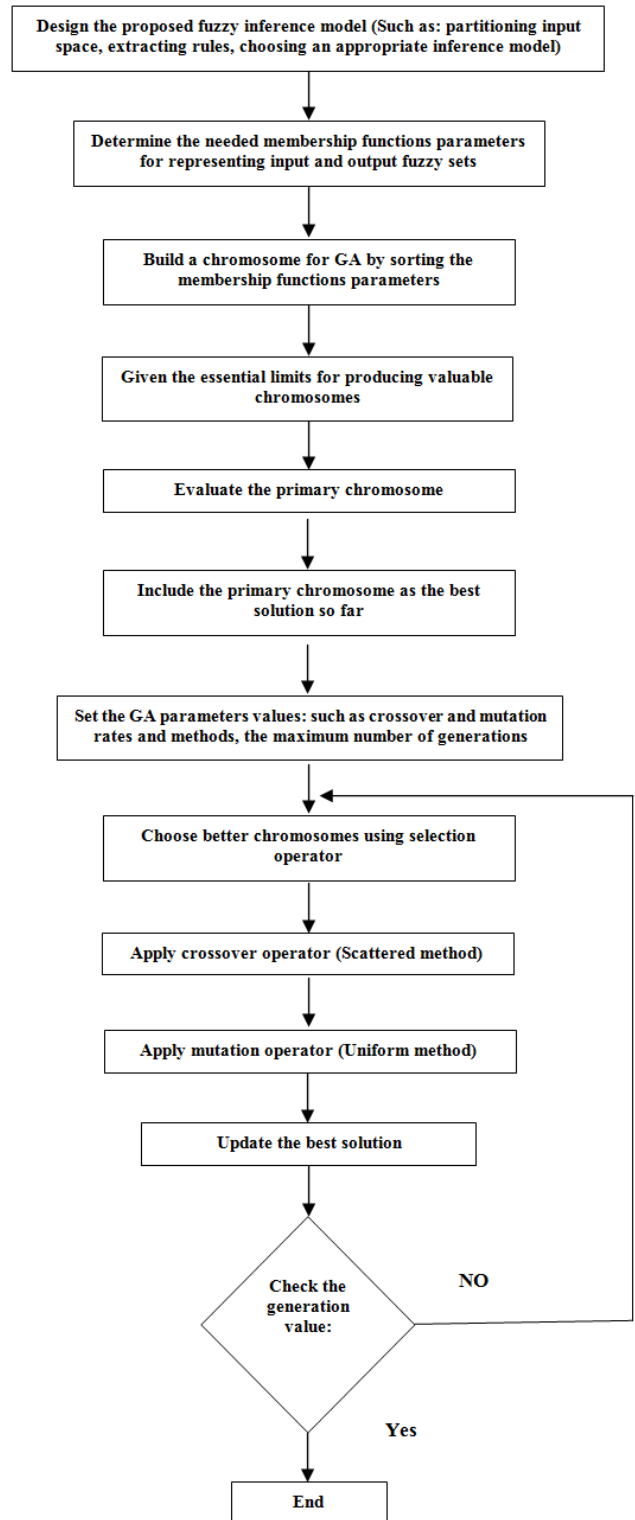 Design the proposed fuzzy inference model (Such as: partitioning input
space, extracting rules, choosing an appropriate inference model)
Determine the needed membership functions parameters
for representing input and output fuzzy sets
Build a chromosome for GA by sorting the
membership functions parameters
Given the essential limits for producing valuable
chromosomes
Evaluate the primary chromosome
Include the primary chromosome as the best
solution so far
Set the GA parameters values: such as crossover and mutation
rates and methods, the maximum number of generations
Choose better chromosomes using selection
operator
Apply crossover operator (Scattered method)
Apply mutation operator (Uniform method)
Update the best solution
Check the
generation
value:
NO
Yes
End